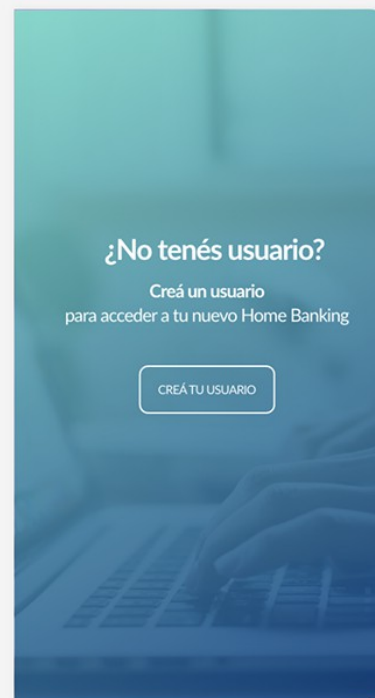 ¿No tenés usuario?
Creá un usuario
para acceder a tu nuevo Home Banking
CREÁ TU USUARIO